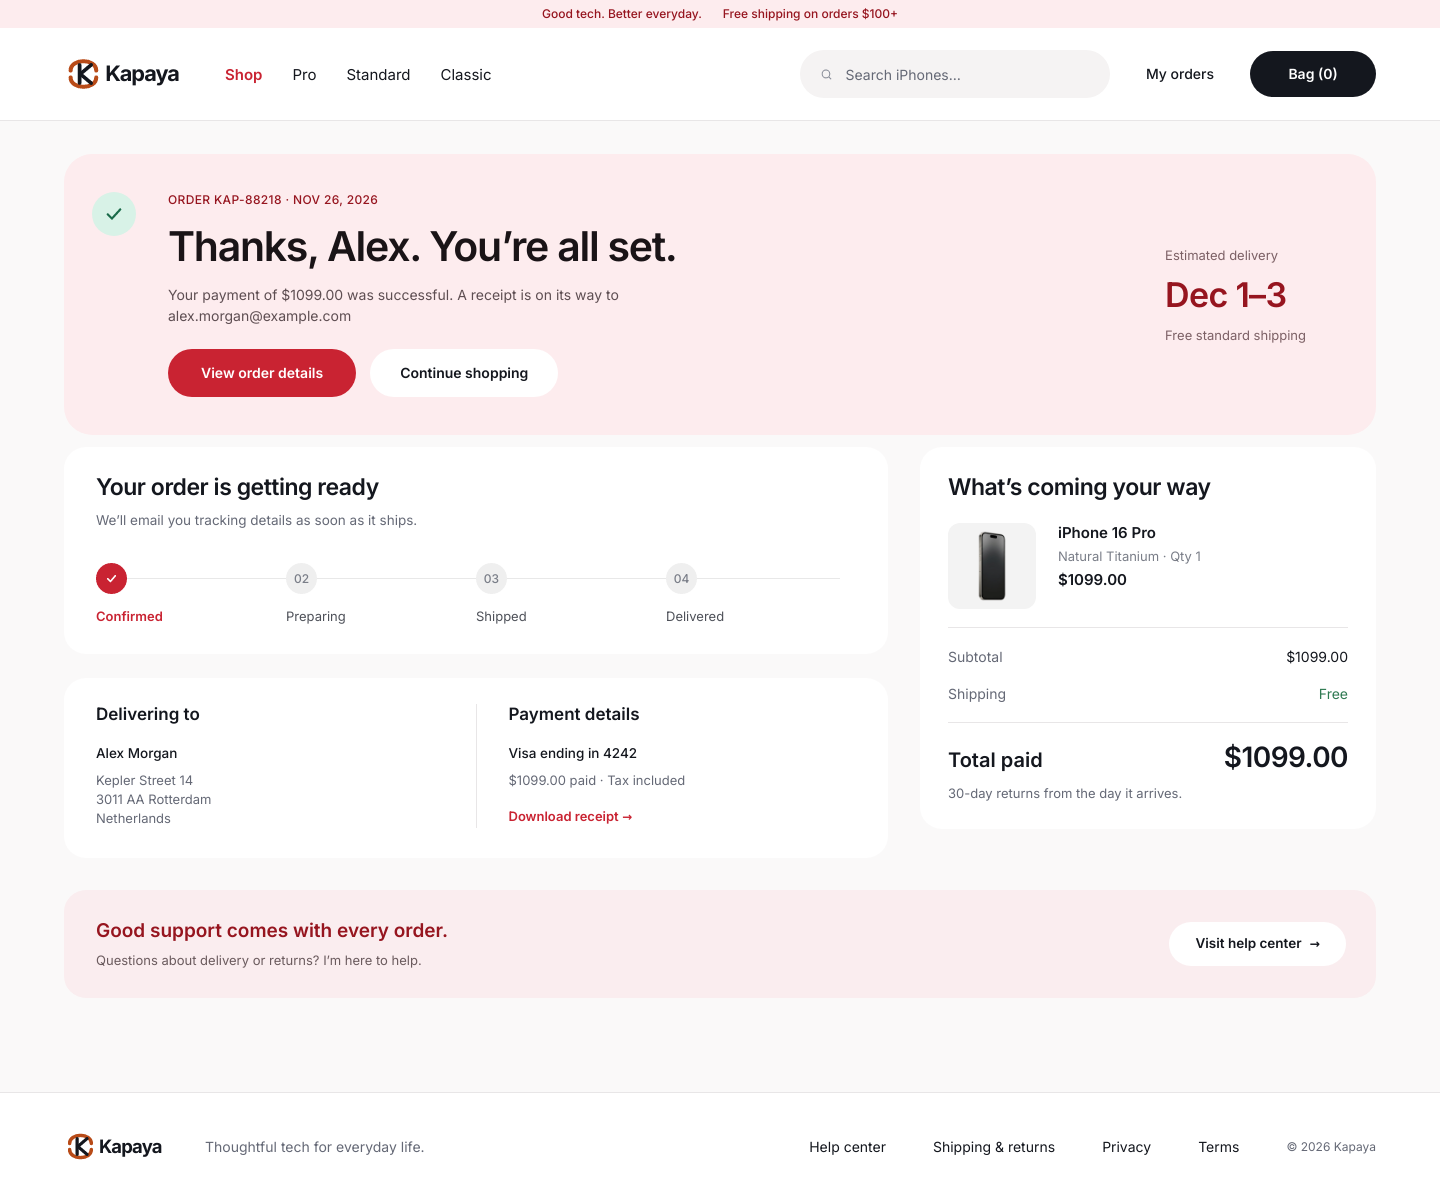 Good tech. Better everyday. Free shipping on orders $100+
Kapaya
Shop
Pro
Standard
Classic
Search iPhones...
My orders
Bag (0)
ORDER KAP-88218 · NOV 26, 2026
Thanks, Alex. You’re all set.
Your payment of $1099.00 was successful. A receipt is on its way to
alex.morgan@example.com
View order details
Continue shopping
Estimated delivery
Dec 1–3
Free standard shipping
Your order is getting ready
We’ll email you tracking details as soon as it ships.
02
03
04
Confirmed
Preparing
Shipped
Delivered
Delivering to
Alex Morgan
Kepler Street 14
3011 AA Rotterdam
Netherlands
Payment details
Visa ending in 4242
$1099.00 paid · Tax included
Download receipt →
What’s coming your way
iPhone 16 Pro
Natural Titanium · Qty 1
$1099.00
Subtotal $1099.00
Shipping Free
Total paid $1099.00
30-day returns from the day it arrives.
Good support comes with every order.
Questions about delivery or returns? I’m here to help.
Visit help center →
Kapaya
Thoughtful tech for everyday life.
Help center
Shipping & returns
Privacy
Terms
© 2026 Kapaya